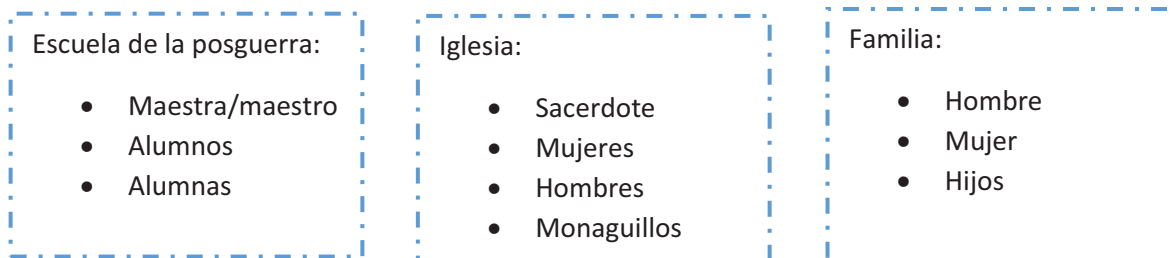 Escuela de la posguerra:
• Maestra/maestro
• Alumnos
• Alumnas
Iglesia:
• Sacerdote
• Mujeres
• Hombres
• Monaguillos
Familia:
• Hombre
• Mujer
• Hijos